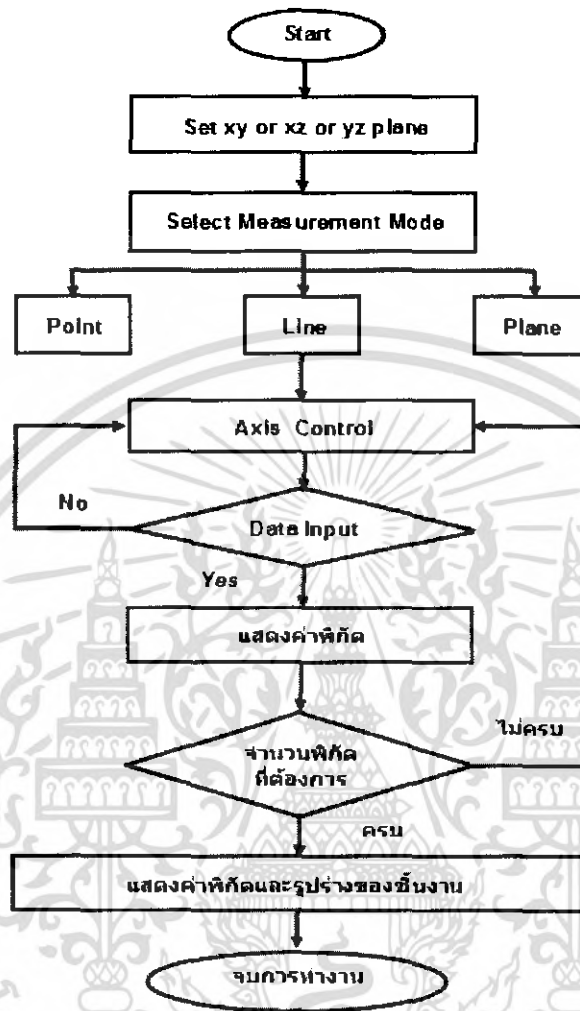 Start
Set xy or xz or yz plane
Select Measurement Mode
Point
Line
Plane
Axis Control
No
Data Input
Yes
แสดงค่าพิกัด
ไม่ครบ
จำนวนพิกัด
ที่ต้องการ
ครบ
แสดงค่าพิกัดและรูปร่างของชิ้นงาน
จบการทำงาน